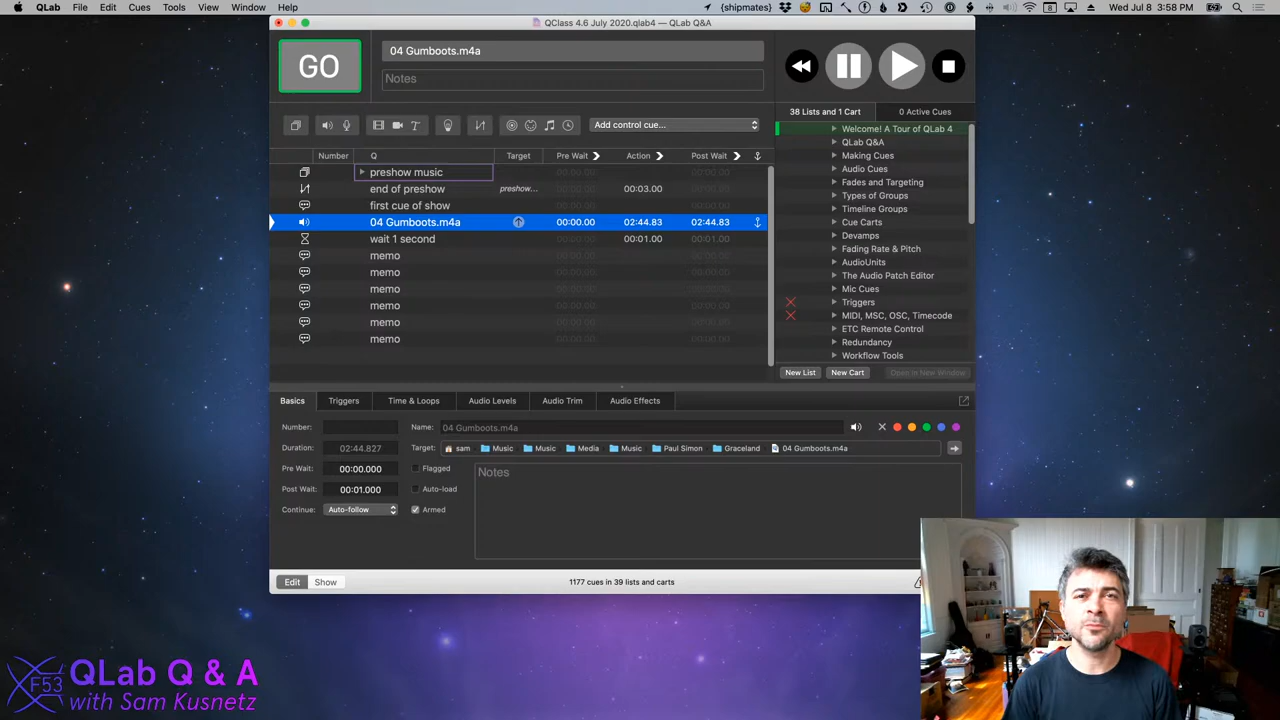 QLab File Edit Cues Tools View Window Help
{shipmates} Wed Jul 8 3:58 PM
QClass 4.6 July 2020.qlab4 — QLab Q&A
GO
04 Gumboots.m4a
Notes
Add control cue...
38 Lists and 1 Cart 0 Active Cues
Number Q Target Pre Wait Action Post Wait
preshow music
end of preshow preshow... 00:03.00
first cue of show
04 Gumboots.m4a 00:00.00 02:44.83 02:44.83
wait 1 second 00:01.00 00:01.00
memo
memo
memo
memo
memo
memo
Welcome! A Tour of QLab 4
QLab Q&A
Making Cues
Audio Cues
Fades and Targeting
Types of Groups
Timeline Groups
Cue Carts
Devamps
Fading Rate & Pitch
AudioUnits
The Audio Patch Editor
Mic Cues
Triggers
MIDI, MSC, OSC, Timecode
ETC Remote Control
Redundancy
Workflow Tools
New List New Cart Open in New Window
Basics Triggers Time & Loops Audio Levels Audio Trim Audio Effects
Number: Name: 04 Gumboots.m4a
Duration: 02:44.827 Target: sam Music Music Media Music Paul Simon Graceland 04 Gumboots.m4a
Pre Wait: 00:00.000 Flagged Notes
Post Wait: 00:01.000 Auto-load
Continue: Auto-follow Armed
Edit Show 1177 cues in 39 lists and carts
F53 QLab Q & A
with Sam Kusnetz